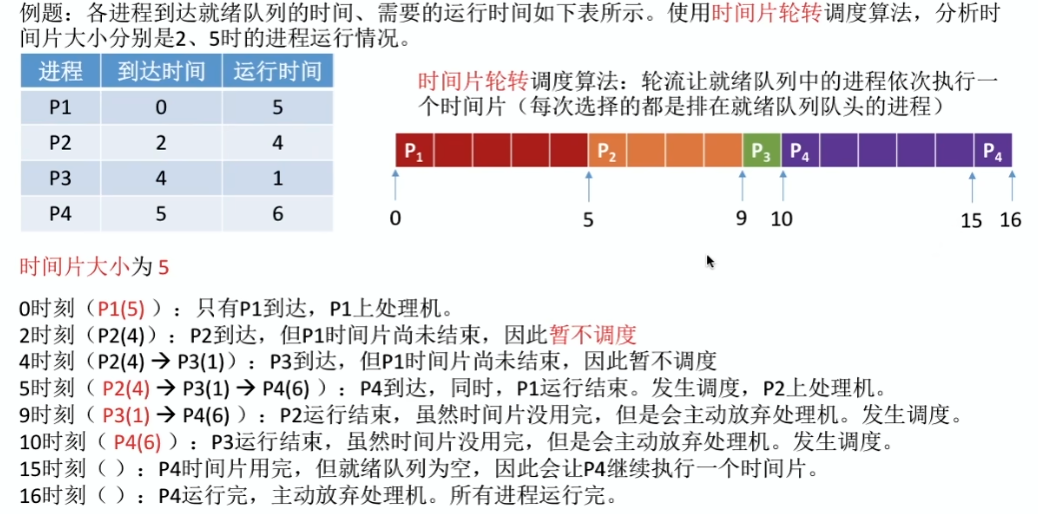 例题：各进程到达就绪队列的时间、需要的运行时间如下表所示。使用时间片轮转调度算法，分析时
间片大小分别是2、5时的进程运行情况。
进程 到达时间 运行时间
P1 0 5
P2 2 4
P3 4 1
P4 5 6
时间片轮转调度算法：轮流让就绪队列中的进程依次执行一
个时间片（每次选择的都是排在就绪队列队头的进程）
P1 P2 P3 P4 P4
0 5 9 10 15 16
时间片大小为 5
0时刻（P1(5) ）：只有P1到达，P1上处理机。
2时刻（P2(4)）：P2到达，但P1时间片尚未结束，因此暂不调度
4时刻（P2(4) → P3(1)）：P3到达，但P1时间片尚未结束，因此暂不调度
5时刻（ P2(4) → P3(1) → P4(6) ）：P4到达，同时，P1运行结束。发生调度，P2上处理机。
9时刻（ P3(1) → P4(6) ）：P2运行结束，虽然时间片没用完，但是会主动放弃处理机。发生调度。
10时刻（ P4(6) ）：P3运行结束，虽然时间片没用完，但是会主动放弃处理机。发生调度。
15时刻（ ）：P4时间片用完，但就绪队列为空，因此会让P4继续执行一个时间片。
16时刻（ ）：P4运行完，主动放弃处理机。所有进程运行完。